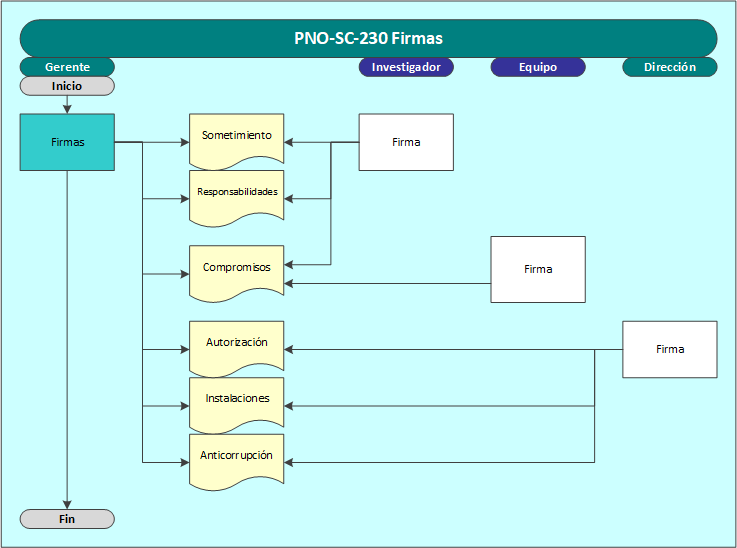 PNO-SC-230 Firmas
Gerente
Investigador
Equipo
Dirección
Inicio
Firmas
Sometimiento
Firma
Responsabilidades
Compromisos
Firma
Autorización
Firma
Instalaciones
Anticorrupción
Fin